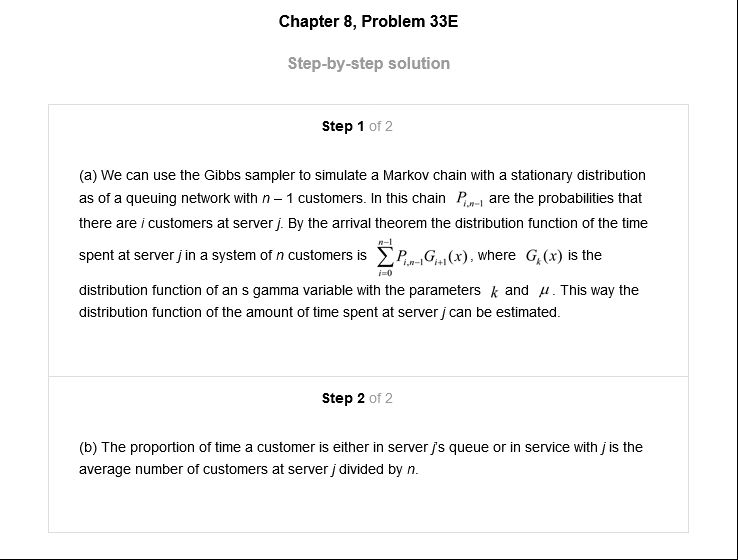 Chapter 8, Problem 33E
Step-by-step solution
Step 1 of 2
(a) We can use the Gibbs sampler to simulate a Markov chain with a stationary distribution
as of a queuing network with n – 1 customers. In this chain P_{i,n-1} are the probabilities that
there are i customers at server j. By the arrival theorem the distribution function of the time
spent at server j in a system of n customers is \sum_{i=0}^{n-1} P_{i,n-1}G_{i+1}(x), where G_k(x) is the
distribution function of an s gamma variable with the parameters k and μ. This way the
distribution function of the amount of time spent at server j can be estimated.
Step 2 of 2
(b) The proportion of time a customer is either in server j's queue or in service with j is the
average number of customers at server j divided by n.